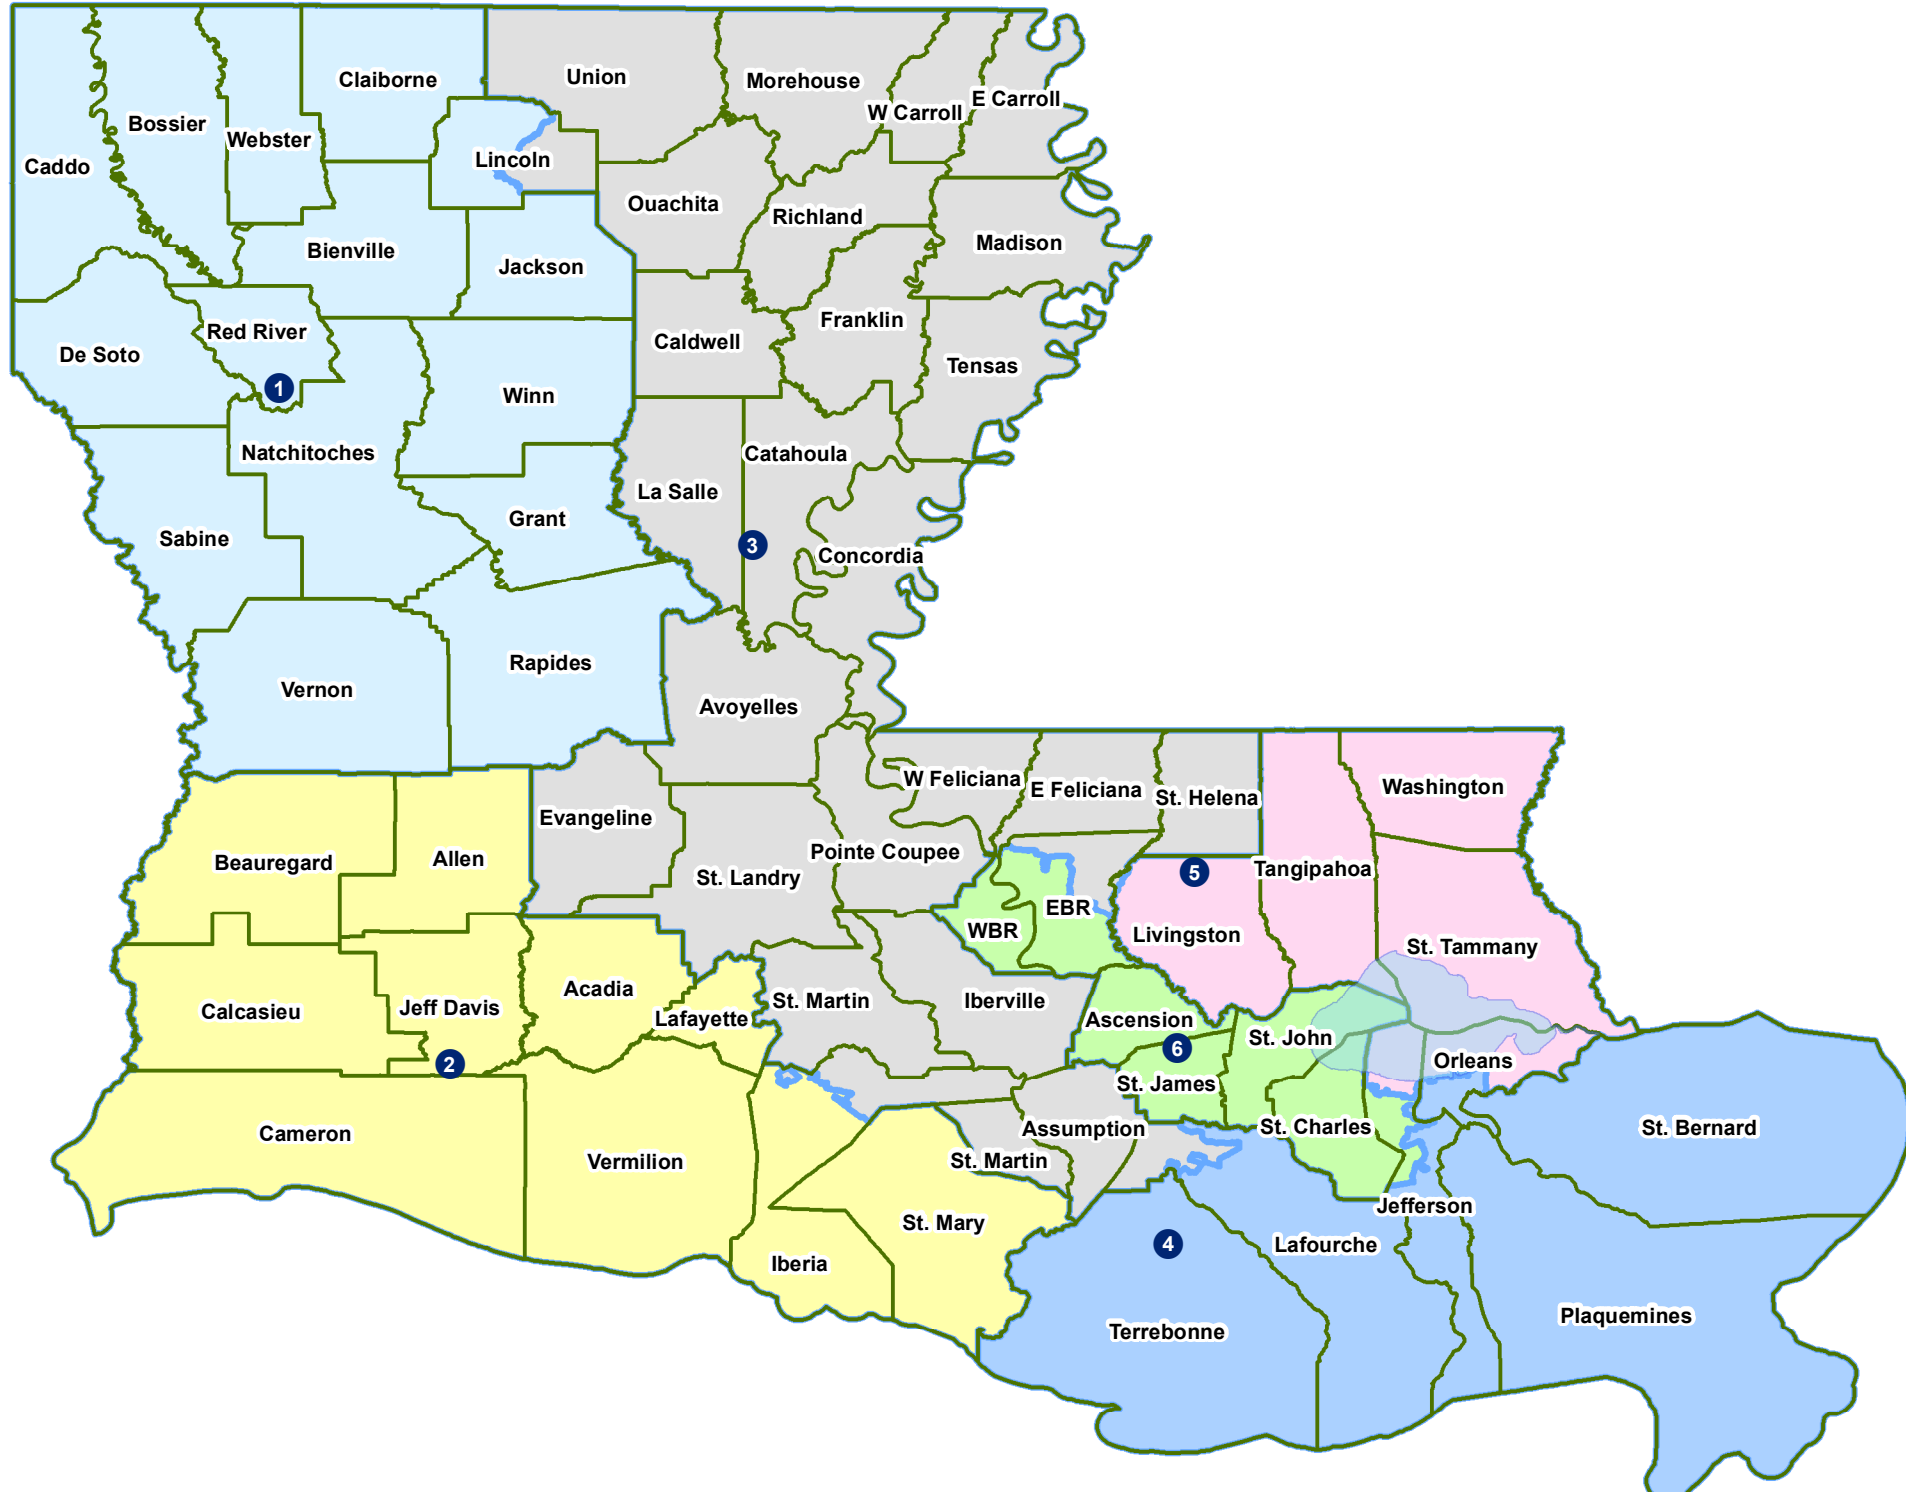 Claiborne
Union
Morehouse
W Carroll
E Carroll
Bossier
Webster
Caddo
Lincoln
Ouachita
Richland
Madison
Bienville
Jackson
Red River
De Soto
Franklin
Caldwell
Tensas
1
Winn
Natchitoches
Catahoula
La Salle
Grant
Sabine
3
Concordia
Rapides
Vernon
Avoyelles
W Feliciana
E Feliciana
St. Helena
Washington
Evangeline
Beauregard
Allen
Pointe Coupee
St. Landry
5
Tangipahoa
EBR
WBR
Livingston
St. Tammany
Acadia
St. Martin
Iberville
Calcasieu
Jeff Davis
Lafayette
Ascension
St. John
6
2
Orleans
St. James
Cameron
Assumption
St. Charles
St. Bernard
Vermilion
St. Martin
Jefferson
St. Mary
4
Lafourche
Iberia
Terrebonne
Plaquemines